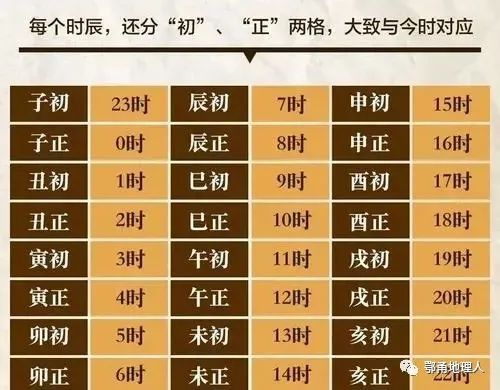 每个时辰，还分“初”、“正”两格，大致与今时对应
子初 23时 辰初 7时 申初 15时
子正 0时 辰正 8时 申正 16时
丑初 1时 巳初 9时 酉初 17时
丑正 2时 巳正 10时 酉正 18时
寅初 3时 午初 11时 戌初 19时
寅正 4时 午正 12时 戌正 20时
卯初 5时 未初 13时 亥初 21时
卯正 6时 未正 14时 亥正 22时
鄂甬地理人